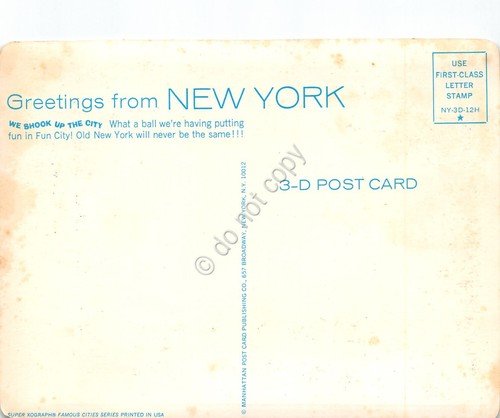 Greetings from NEW YORK
WE SHOOK UP THE CITY What a ball we're having putting
fun in Fun City! Old New York will never be the same!!!
USE
FIRST-CLASS
LETTER
STAMP
NY-3D-12H
★
3-D POST CARD
© MANHATTAN POST CARD PUBLISHING CO., 657 BROADWAY, NEW YORK, N.Y. 10012
© do not copy
SUPER XOGRAPH® FAMOUS CITIES SERIES PRINTED IN USA